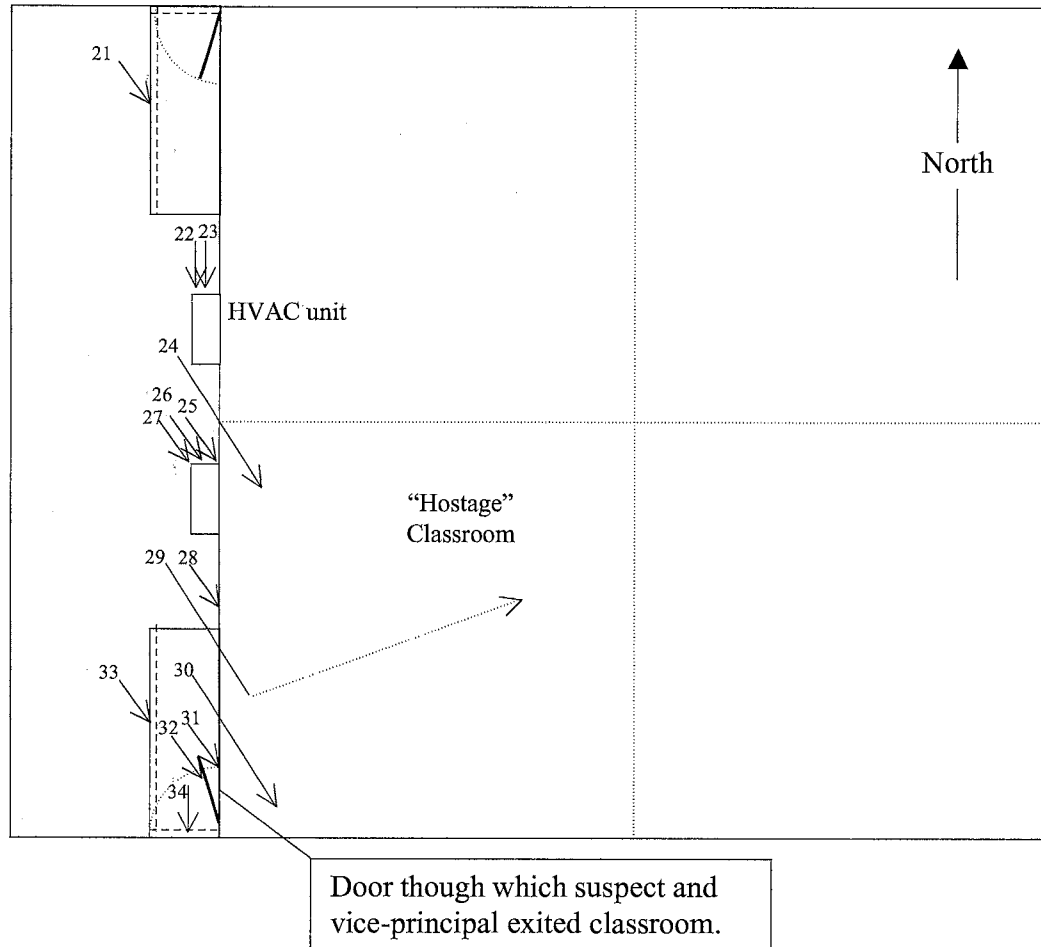 21
North
22 23
HVAC unit
24
26
25
27
“Hostage”
Classroom
29
28
30
33
31
32
34
Door though which suspect and
vice-principal exited classroom.